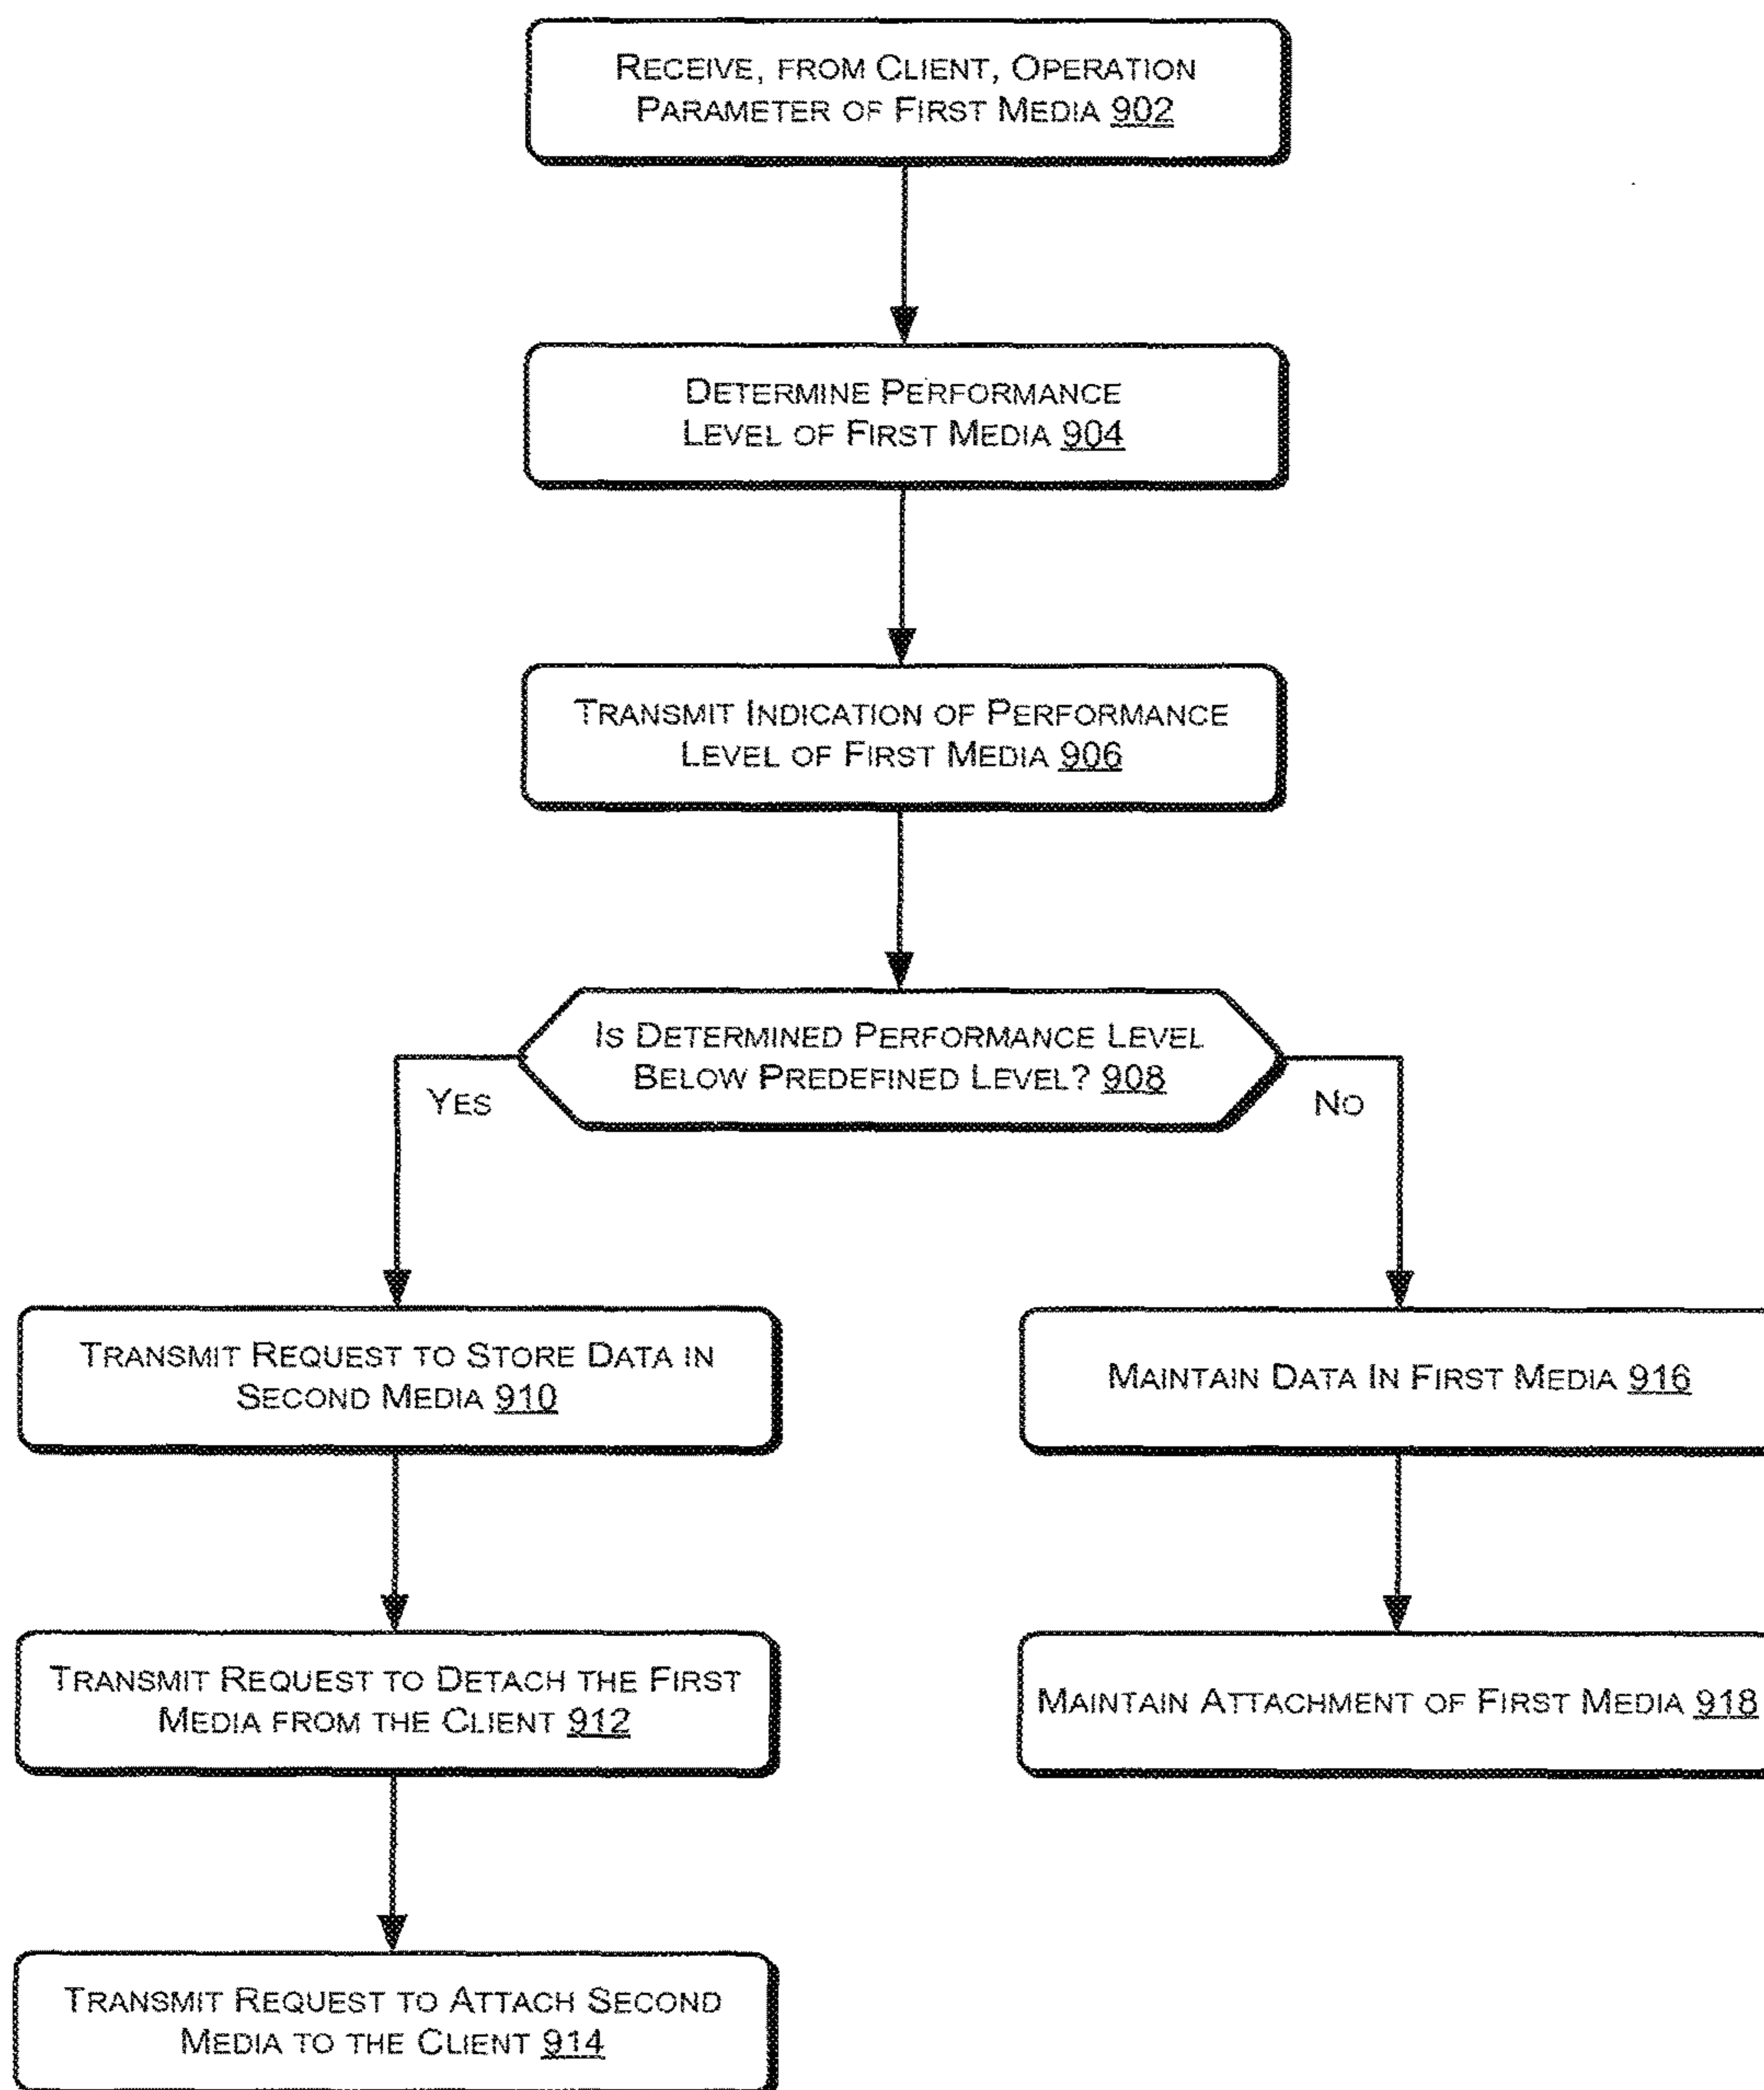 RECEIVE, FROM CLIENT, OPERATION
PARAMETER OF FIRST MEDIA 902
DETERMINE PERFORMANCE
LEVEL OF FIRST MEDIA 904
TRANSMIT INDICATION OF PERFORMANCE
LEVEL OF FIRST MEDIA 906
IS DETERMINED PERFORMANCE LEVEL
BELOW PREDEFINED LEVEL? 908
YES
NO
TRANSMIT REQUEST TO STORE DATA IN
SECOND MEDIA 910
MAINTAIN DATA IN FIRST MEDIA 916
TRANSMIT REQUEST TO DETACH THE FIRST
MEDIA FROM THE CLIENT 912
MAINTAIN ATTACHMENT OF FIRST MEDIA 918
TRANSMIT REQUEST TO ATTACH SECOND
MEDIA TO THE CLIENT 914